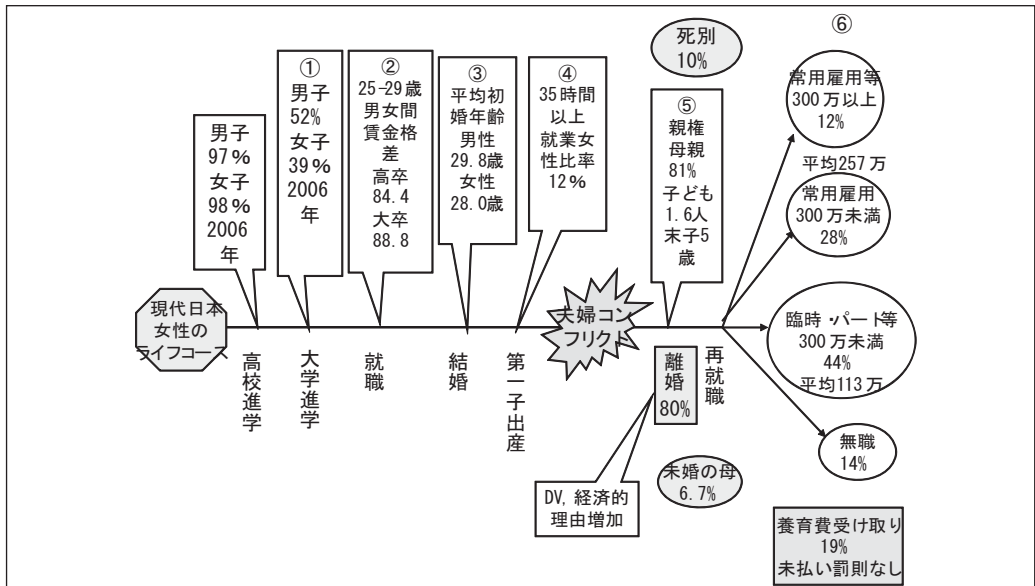 現代日本
女性の
ライフコース
男子
97%
女子
98%
2006
年
高校進学
①
男子
52%
女子
39%
2006
年
大学進学
②
25-29歳
男女間
賃金格
差
高卒
84.4
大卒
88.8
就職
③
平均初
婚年齢
男性
29.8歳
女性
28.0歳
結婚
④
35時間
以上
就業女
性比率
12%
第一子出産
夫婦コン
フリクト
死別
10%
⑤
親権
母親
81%
子ども
1.6人
末子5
歳
離婚
80%
DV,経済的
理由増加
未婚の母
6.7%
再就職
⑥
常用雇用等
300万以上
12%
平均257万
常用雇用
300万未満
28%
臨時・パート等
300万未満
44%
平均113万
無職
14%
養育費受け取り
19%
未払い罰則なし